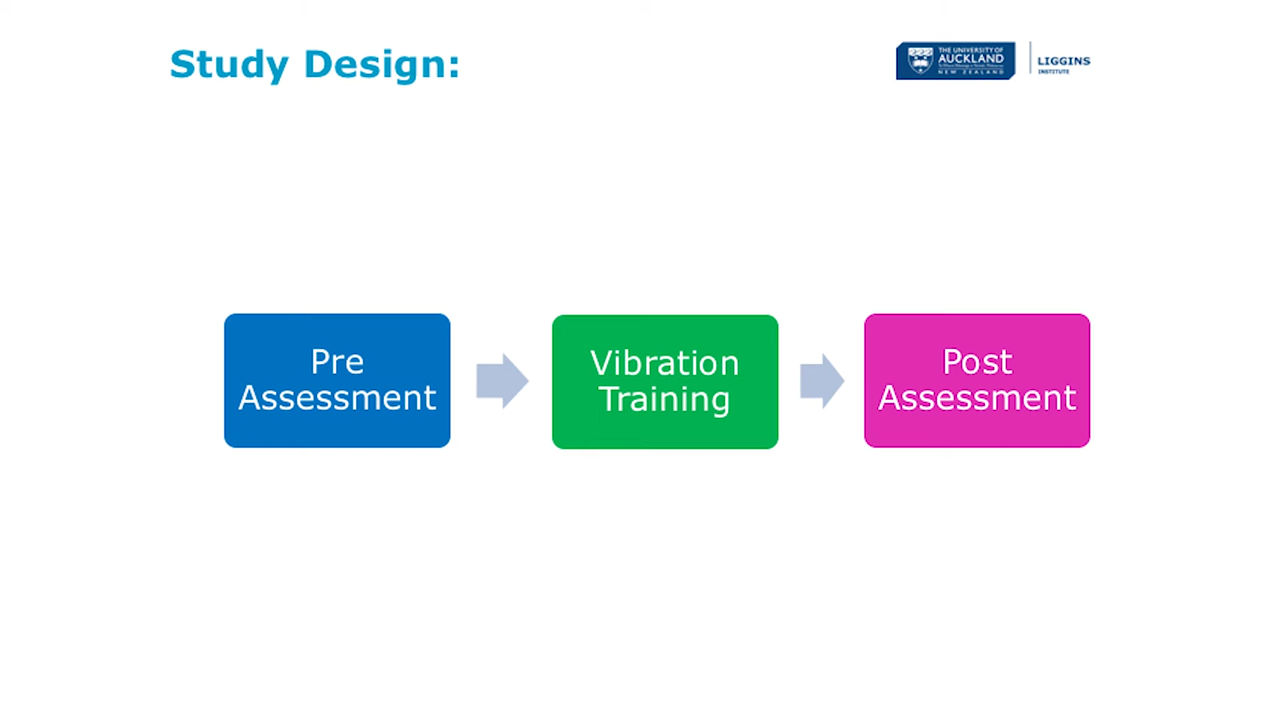 Study Design:
THE UNIVERSITY OF
AUCKLAND
NEW ZEALAND
LIGGINS
INSTITUTE
Pre
Assessment
Vibration
Training
Post
Assessment